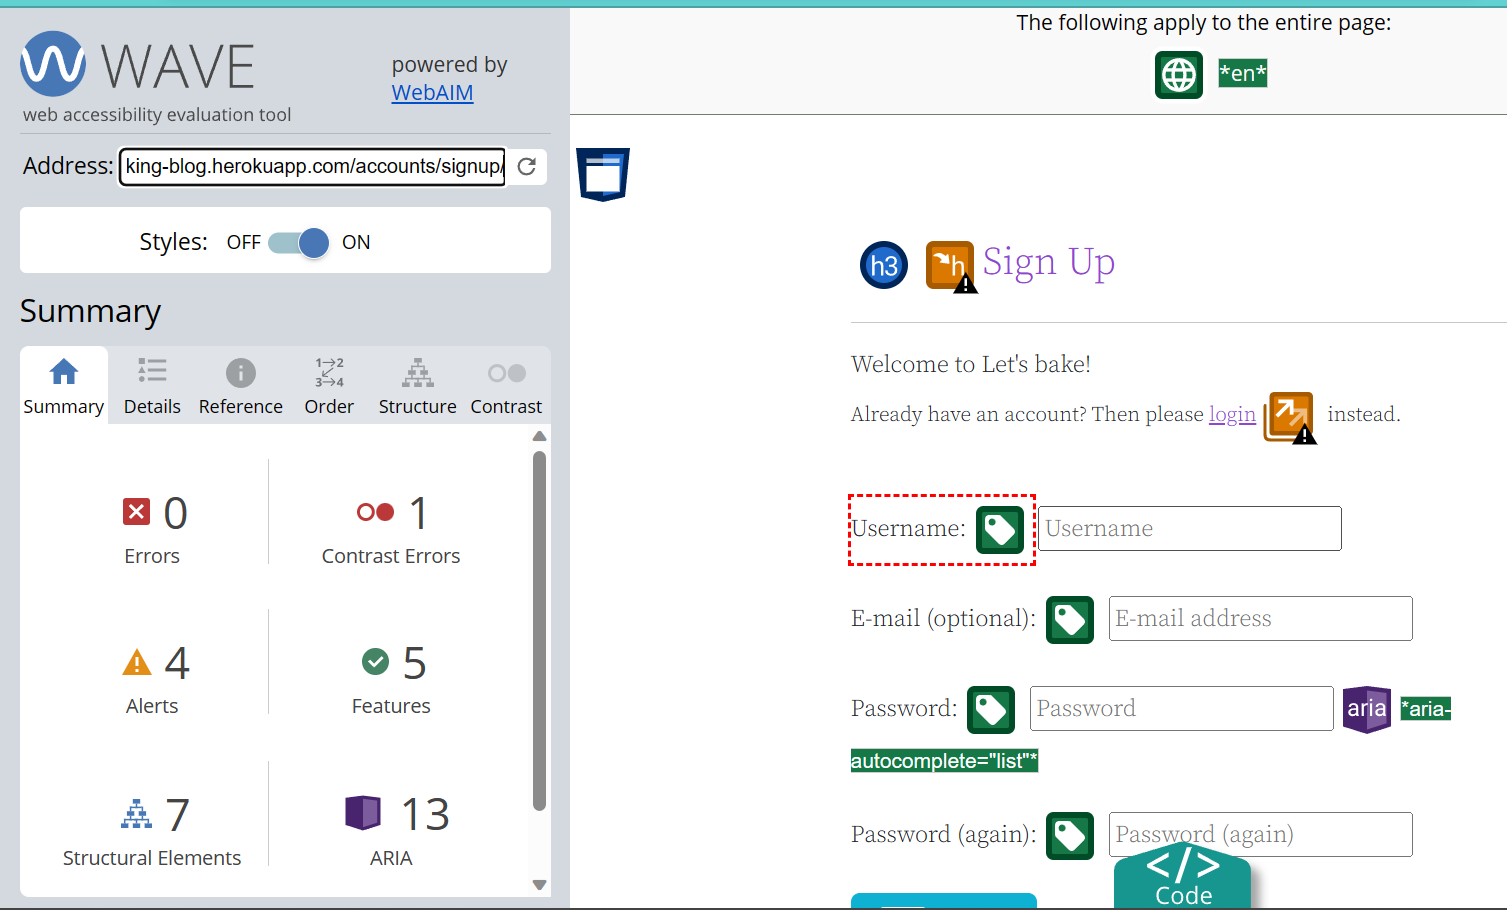 WAVE
powered by
WebAIM
web accessibility evaluation tool
Address: king-blog.herokuapp.com/accounts/signup/
Styles: OFF ON
Summary
1→2
3→4
Summary Details Reference Order Structure Contrast
0
Errors
1
Contrast Errors
4
Alerts
5
Features
7
Structural Elements
13
ARIA
The following apply to the entire page:
*en*
h3 h Sign Up
Welcome to Let's bake!
Already have an account? Then please login instead.
Username: Username
E-mail (optional): E-mail address
Password: Password aria *aria-
autocomplete="list"*
Password (again): Password (again)
</>
Code